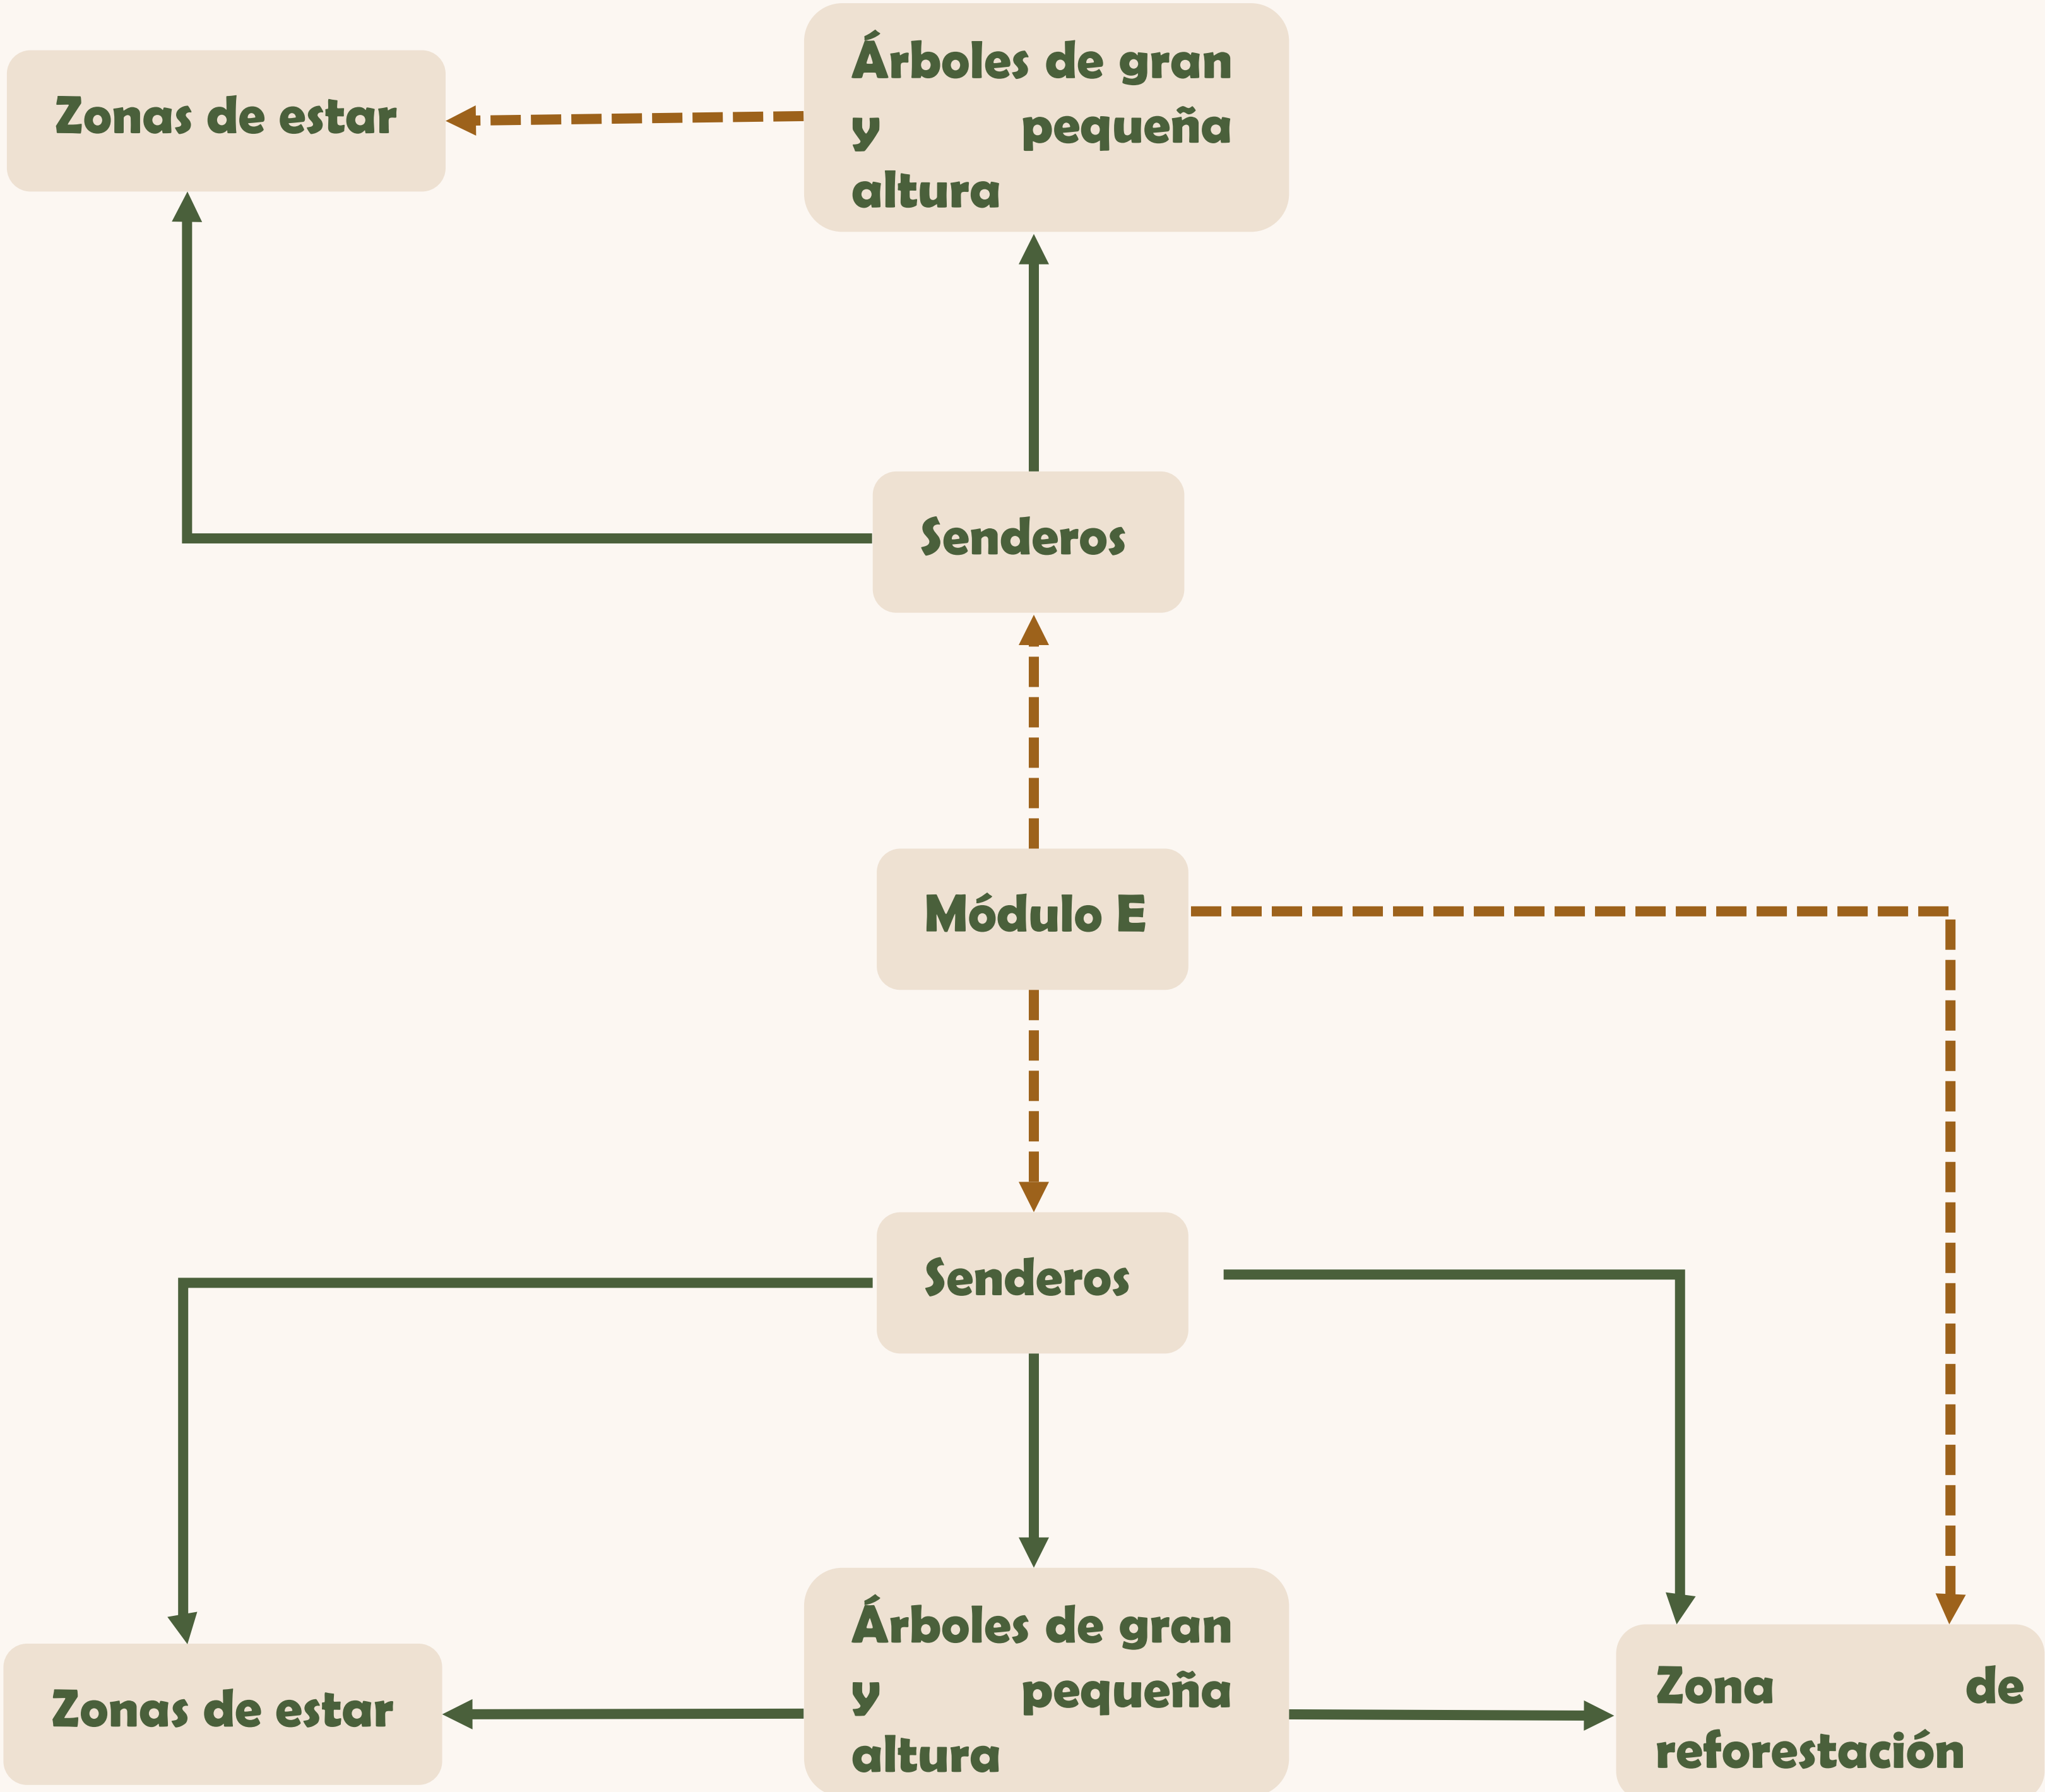 Zonas de estar
Árboles de gran
y pequeña
altura
Senderos
Módulo E
Senderos
Zonas de estar
Árboles de gran
y pequeña
altura
Zona de
reforestación